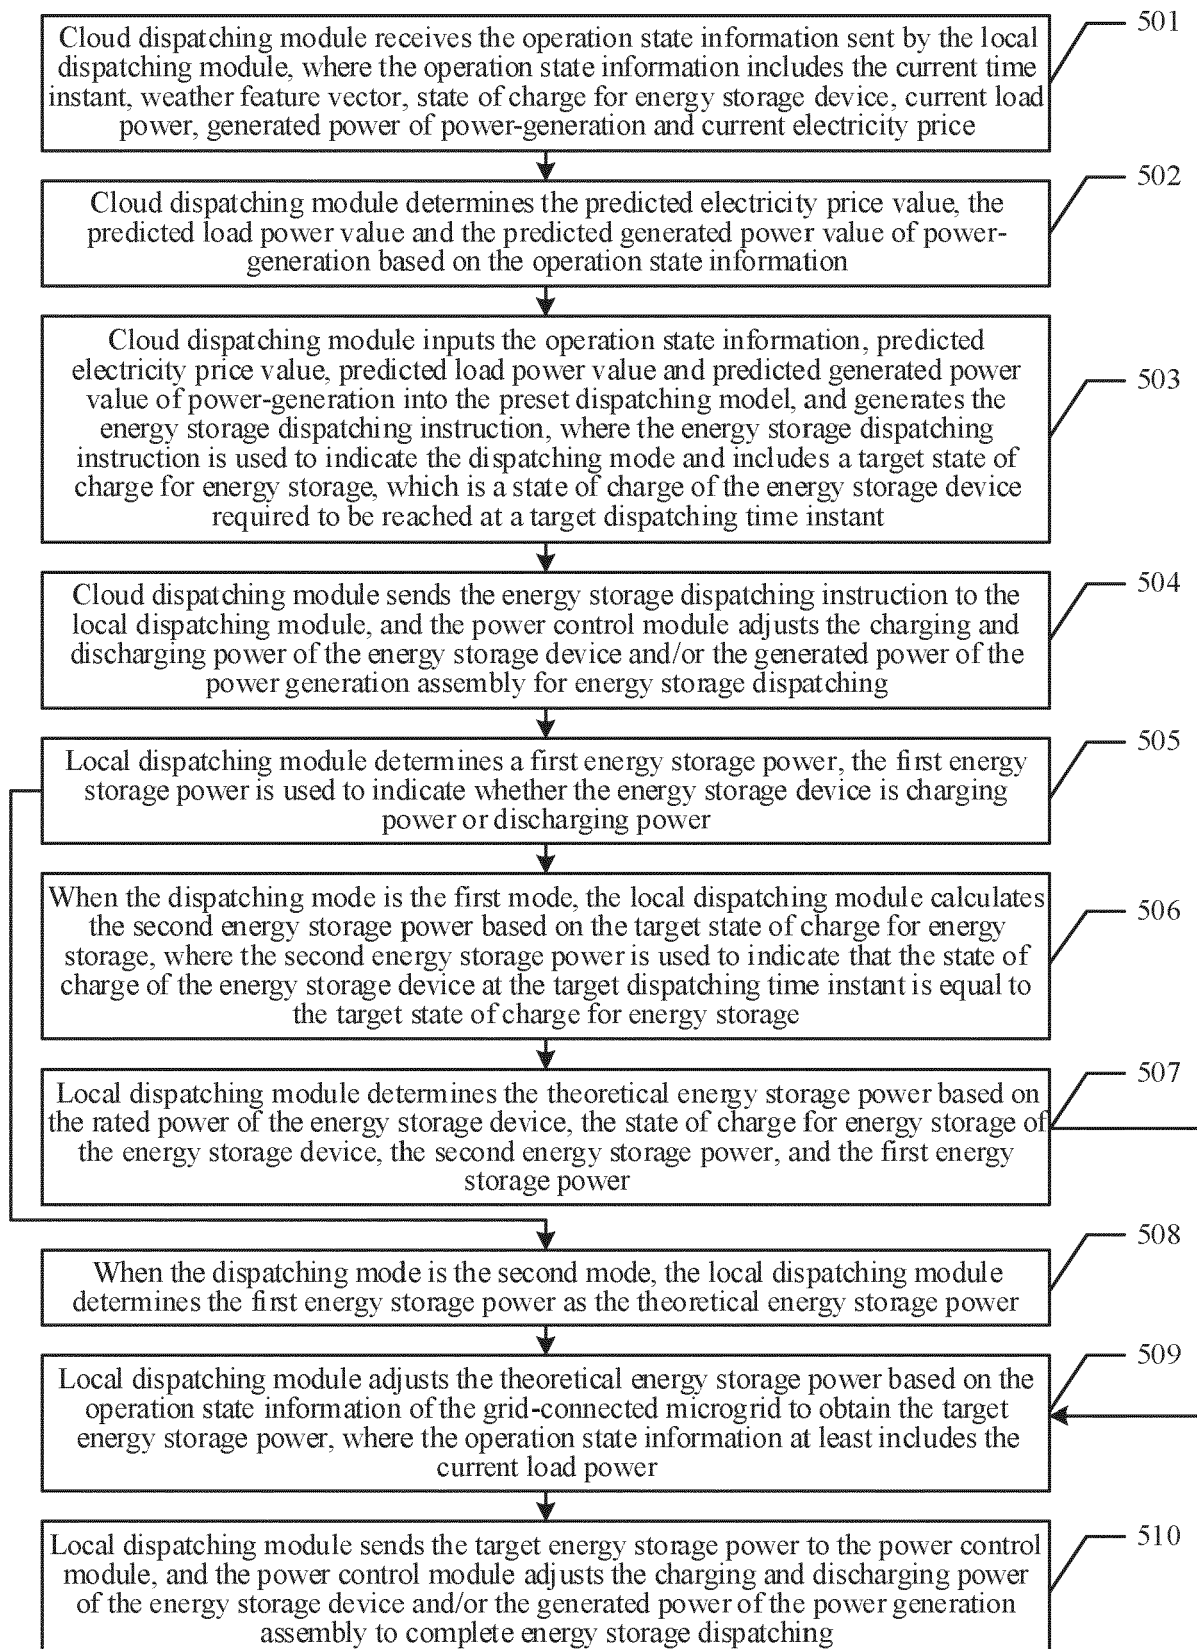 Cloud dispatching module receives the operation state information sent by the local
dispatching module, where the operation state information includes the current time
instant, weather feature vector, state of charge for energy storage device, current load
power, generated power of power-generation and current electricity price
501
Cloud dispatching module determines the predicted electricity price value, the
predicted load power value and the predicted generated power value of power-
generation based on the operation state information
502
Cloud dispatching module inputs the operation state information, predicted
electricity price value, predicted load power value and predicted generated power
value of power-generation into the preset dispatching model, and generates the
energy storage dispatching instruction, where the energy storage dispatching
instruction is used to indicate the dispatching mode and includes a target state of
charge for energy storage, which is a state of charge of the energy storage device
required to be reached at a target dispatching time instant
503
Cloud dispatching module sends the energy storage dispatching instruction to the
local dispatching module, and the power control module adjusts the charging and
discharging power of the energy storage device and/or the generated power of the
power generation assembly for energy storage dispatching
504
Local dispatching module determines a first energy storage power, the first energy
storage power is used to indicate whether the energy storage device is charging
power or discharging power
505
When the dispatching mode is the first mode, the local dispatching module calculates
the second energy storage power based on the target state of charge for energy
storage, where the second energy storage power is used to indicate that the state of
charge of the energy storage device at the target dispatching time instant is equal to
the target state of charge for energy storage
506
Local dispatching module determines the theoretical energy storage power based on
the rated power of the energy storage device, the state of charge for energy storage of
the energy storage device, the second energy storage power, and the first energy
storage power
507
When the dispatching mode is the second mode, the local dispatching module
determines the first energy storage power as the theoretical energy storage power
508
Local dispatching module adjusts the theoretical energy storage power based on the
operation state information of the grid-connected microgrid to obtain the target
energy storage power, where the operation state information at least includes the
current load power
509
Local dispatching module sends the target energy storage power to the power control
module, and the power control module adjusts the charging and discharging power
of the energy storage device and/or the generated power of the power generation
assembly to complete energy storage dispatching
510